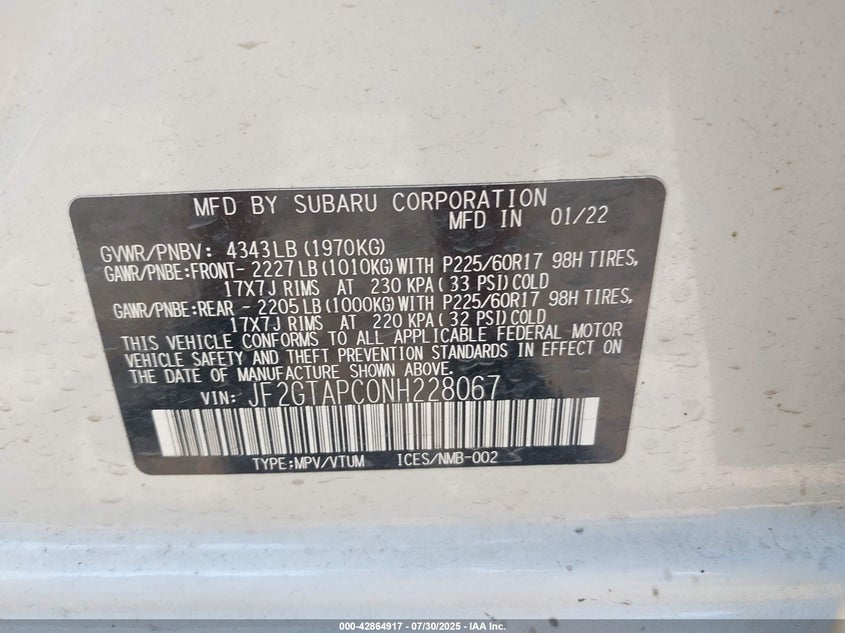 MFD BY SUBARU CORPORATION
MFD IN 01/22
GVWR/PNBV: 4343LB (1970KG)
GAWR/PNBE:FRONT- 2227LB (1010KG) WITH P225/60R17 98H TIRES,
17X7J RIMS AT 230 KPA (33 PSI) COLD
GAWR/PNBE:REAR - 2205LB (1000KG) WITH P225/60R17 98H TIRES,
17X7J RIMS AT 220 KPA (32 PSI) COLD
THIS VEHICLE CONFORMS TO ALL APPLICABLE FEDERAL MOTOR
VEHICLE SAFETY AND THEFT PREVENTION STANDARDS IN EFFECT ON
THE DATE OF MANUFACTURE SHOWN ABOVE.
VIN: JF2GTAPC0NH228067
TYPE:MPV/VTUM ICES/NMB-002
000-42864917 - 07/30/2025 - IAA Inc.